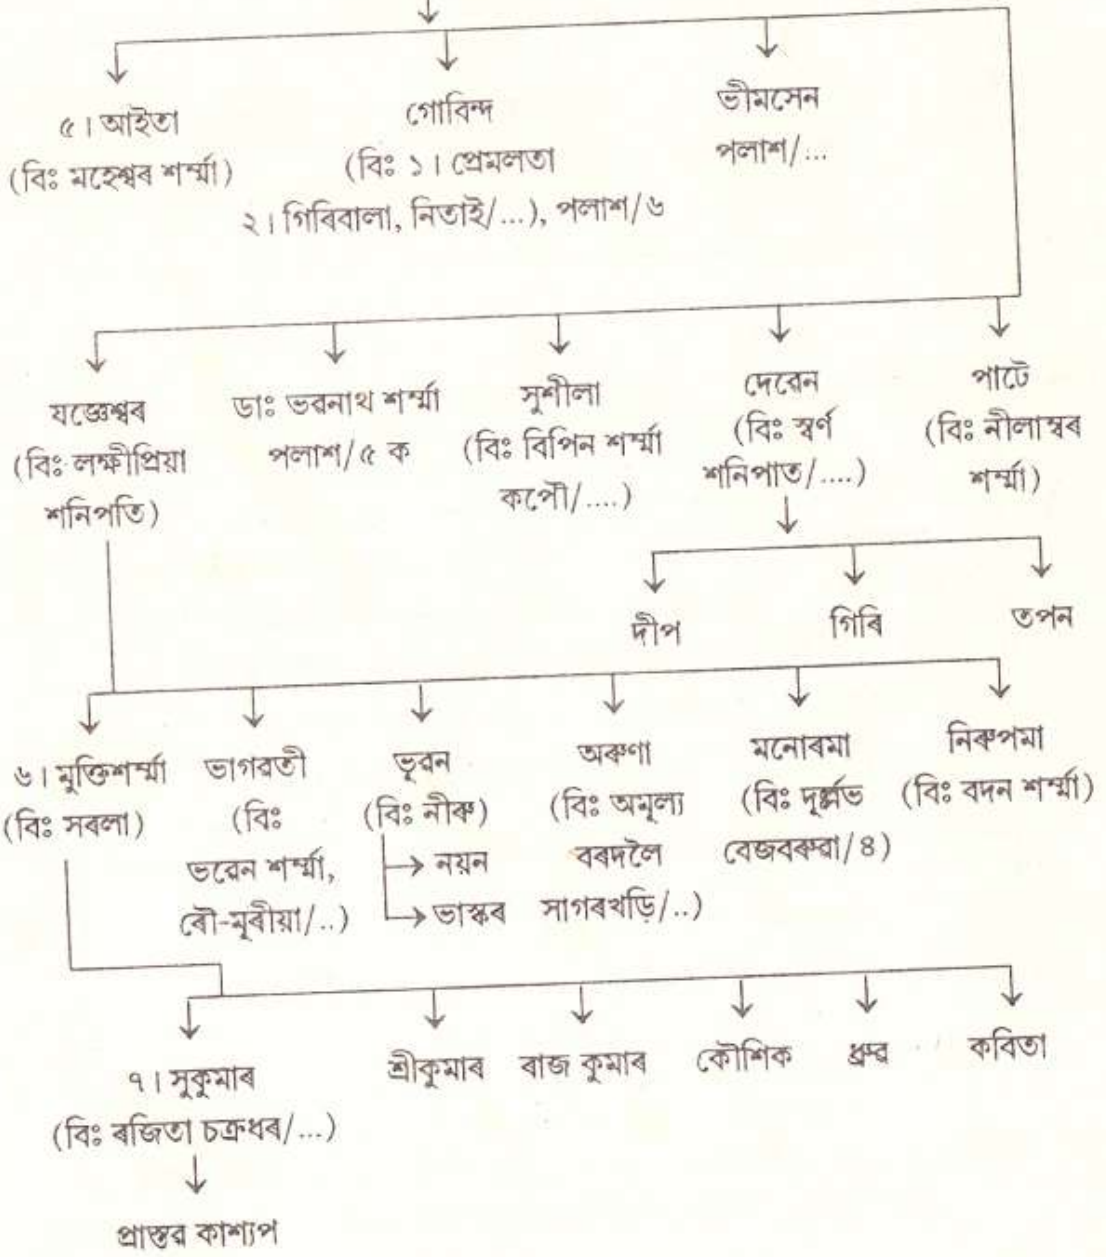 ৫। আইতা
(বিঃ মহেশ্বৰ শৰ্ম্মা)
গোবিন্দ
(বিঃ ১। প্ৰেমলতা
২। গিৰিবালা, নিতাই/...), পলাশ/৬
ভীমসেন
পলাশ/...
যজ্ঞেশ্বৰ
(বিঃ লক্ষীপ্ৰিয়া
শনিপতি)
ডাঃ ভৱনাথ শৰ্ম্মা
পলাশ/৫ ক
সুশীলা
(বিঃ বিপিন শৰ্ম্মা
কপৌ/....)
দেৱেন
(বিঃ স্বৰ্ণ
শনিপাত/....)
পাটে
(বিঃ নীলাম্বৰ
শৰ্ম্মা)
দীপ
গিৰি
তপন
৬। মুক্তিশৰ্ম্মা
(বিঃ সৰলা)
ভাগৱতী
(বিঃ
ভৱেন শৰ্ম্মা,
ৰৌ-মূৰীয়া/..)
ভূৱন
(বিঃ নীৰু)
নয়ন
ভাস্কৰ
অৰুণা
(বিঃ অমূল্য
বৰদলৈ
সাগৰখড়ি/..)
মনোৰমা
(বিঃ দূৰ্ল্লভ
বেজবৰুৱা/৪)
নিৰুপমা
(বিঃ বদন শৰ্ম্মা)
৭। সুকুমাৰ
(বিঃ ৰজিতা চক্ৰধৰ/...)
শ্ৰীকুমাৰ
ৰাজ কুমাৰ
কৌশিক
ধ্ৰুৱ
কবিতা
প্ৰাস্তৱ কাশ্যপ